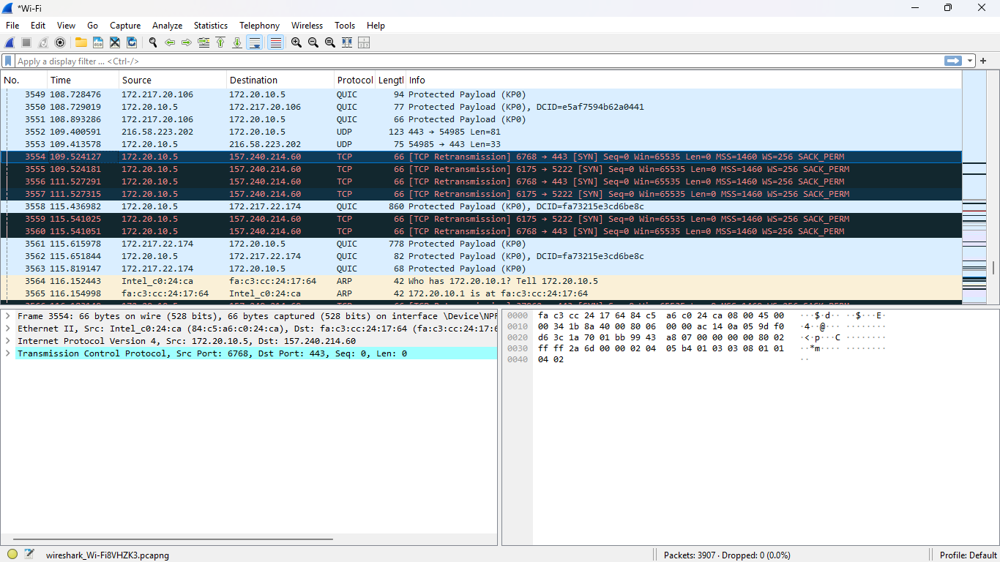 *Wi-Fi
File Edit View Go Capture Analyze Statistics Telephony Wireless Tools Help
Apply a display filter ... <Ctrl-/>
No. Time Source Destination Protocol Lengtl Info
3549 108.728476 172.217.20.106 172.20.10.5 QUIC 94 Protected Payload (KP0)
3550 108.729019 172.20.10.5 172.217.20.106 QUIC 77 Protected Payload (KP0), DCID=e5af7594b62a0441
3551 108.893286 172.217.20.106 172.20.10.5 QUIC 66 Protected Payload (KP0)
3552 109.400591 216.58.223.202 172.20.10.5 UDP 123 443 → 54985 Len=81
3553 109.413578 172.20.10.5 216.58.223.202 UDP 75 54985 → 443 Len=33
3554 109.524127 172.20.10.5 157.240.214.60 TCP 66 [TCP Retransmission] 6768 → 443 [SYN] Seq=0 Win=65535 Len=0 MSS=1460 WS=256 SACK_PERM
3555 109.524181 172.20.10.5 157.240.214.60 TCP 66 [TCP Retransmission] 6175 → 5222 [SYN] Seq=0 Win=65535 Len=0 MSS=1460 WS=256 SACK_PERM
3556 111.527291 172.20.10.5 157.240.214.60 TCP 66 [TCP Retransmission] 6768 → 443 [SYN] Seq=0 Win=65535 Len=0 MSS=1460 WS=256 SACK_PERM
3557 111.527315 172.20.10.5 157.240.214.60 TCP 66 [TCP Retransmission] 6175 → 5222 [SYN] Seq=0 Win=65535 Len=0 MSS=1460 WS=256 SACK_PERM
3558 115.436982 172.20.10.5 172.217.22.174 QUIC 860 Protected Payload (KP0), DCID=fa73215e3cd6be8c
3559 115.541025 172.20.10.5 157.240.214.60 TCP 66 [TCP Retransmission] 6175 → 5222 [SYN] Seq=0 Win=65535 Len=0 MSS=1460 WS=256 SACK_PERM
3560 115.541051 172.20.10.5 157.240.214.60 TCP 66 [TCP Retransmission] 6768 → 443 [SYN] Seq=0 Win=65535 Len=0 MSS=1460 WS=256 SACK_PERM
3561 115.615978 172.217.22.174 172.20.10.5 QUIC 778 Protected Payload (KP0)
3562 115.651844 172.20.10.5 172.217.22.174 QUIC 82 Protected Payload (KP0), DCID=fa73215e3cd6be8c
3563 115.819147 172.217.22.174 172.20.10.5 QUIC 68 Protected Payload (KP0)
3564 116.152443 Intel_c0:24:ca fa:c3:cc:24:17:64 ARP 42 Who has 172.20.10.1? Tell 172.20.10.5
3565 116.154998 fa:c3:cc:24:17:64 Intel_c0:24:ca ARP 42 172.20.10.1 is at fa:c3:cc:24:17:64
Frame 3554: 66 bytes on wire (528 bits), 66 bytes captured (528 bits) on interface \Device\NPF
Ethernet II, Src: Intel_c0:24:ca (84:c5:a6:c0:24:ca), Dst: fa:c3:cc:24:17:64 (fa:c3:cc:24:17:6
Internet Protocol Version 4, Src: 172.20.10.5, Dst: 157.240.214.60
Transmission Control Protocol, Src Port: 6768, Dst Port: 443, Seq: 0, Len: 0
0000 fa c3 cc 24 17 64 84 c5 a6 c0 24 ca 08 00 45 00 ···$·d·· ··$···E·
0010 00 34 1b 8a 40 00 80 06 00 00 ac 14 0a 05 9d f0 ·4··@··· ········
0020 d6 3c 1a 70 01 bb 99 43 a8 07 00 00 00 00 80 02 ·<·p···C ········
0030 ff ff 2a 6d 00 00 02 04 05 b4 01 03 03 08 01 01 ··*m···· ········
0040 04 02 ··
wireshark_Wi-Fi8VHZK3.pcapng Packets: 3907 · Dropped: 0 (0.0%) Profile: Default